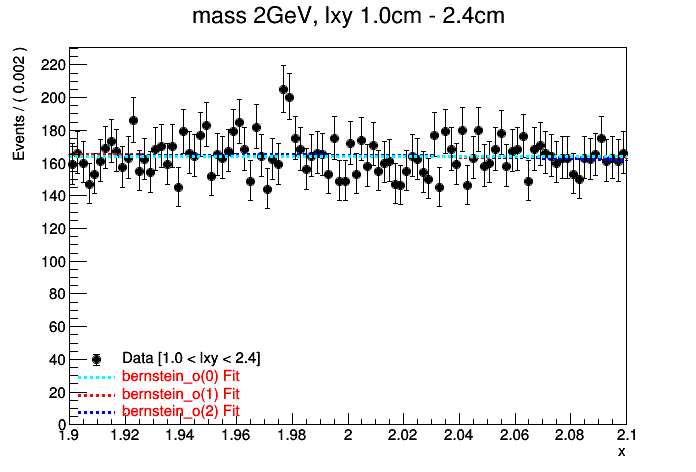 mass 2GeV, lxy 1.0cm - 2.4cm
Events / ( 0.002 )
220
200
180
160
140
120
100
80
60
40
20
0
Data [1.0 < lxy < 2.4]
bernstein_o(0) Fit
bernstein_o(1) Fit
bernstein_o(2) Fit
1.9 1.92 1.94 1.96 1.98 2 2.02 2.04 2.06 2.08 2.1
x